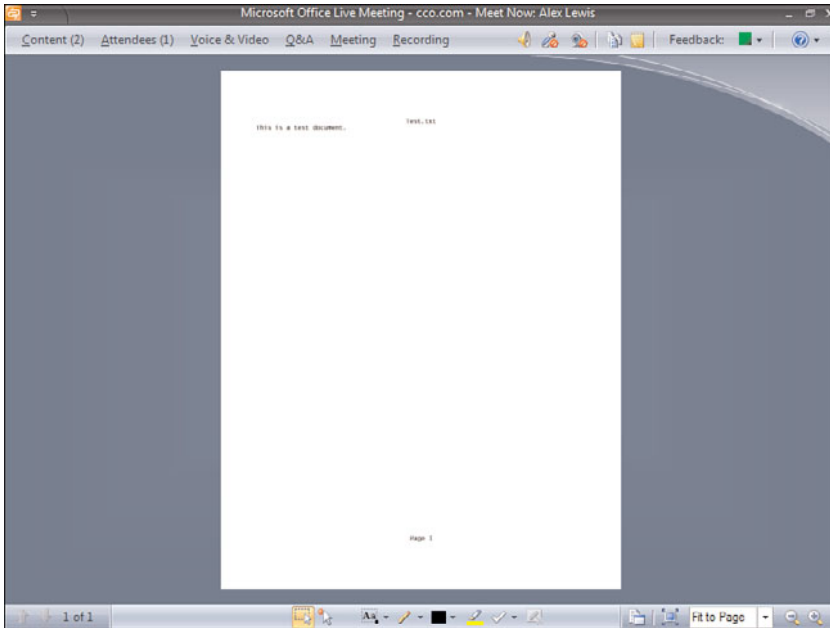 Microsoft Office Live Meeting - cco.com - Meet Now: Alex Lewis
Content (2) Attendees (1) Voice & Video Q&A Meeting Recording Feedback:
Test.txt
This is a test document.
Page 1
1 of 1 Aa Fit to Page